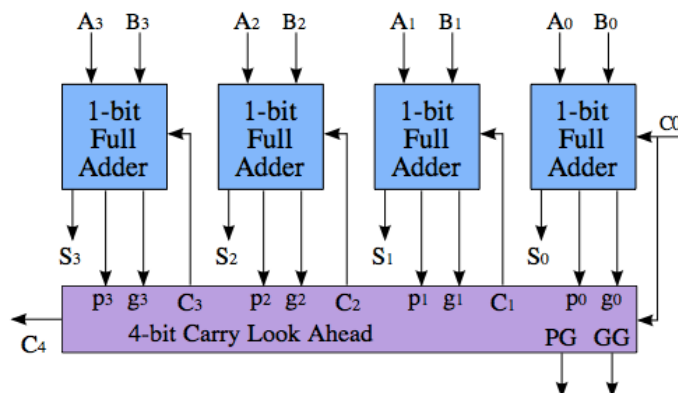 A3 B3 A2 B2 A1 B1 A0 B0
1-bit Full Adder
1-bit Full Adder
1-bit Full Adder
1-bit Full Adder
C0
S3 S2 S1 S0
p3 g3 C3 p2 g2 C2 p1 g1 C1 p0 g0
4-bit Carry Look Ahead
PG GG
C4